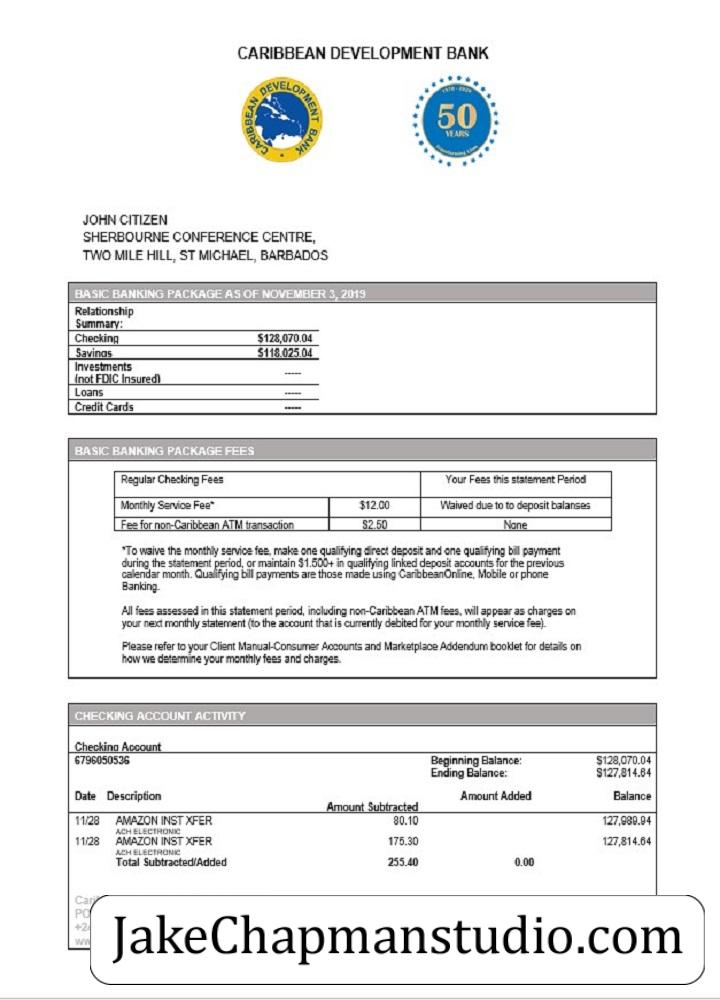 CARIBBEAN DEVELOPMENT BANK
CARIBBEAN DEVELOPMENT BANK
50
YEARS
JOHN CITIZEN
SHERBOURNE CONFERENCE CENTRE,
TWO MILE HILL, ST MICHAEL, BARBADOS
BASIC BANKING PACKAGE AS OF NOVEMBER 3, 2019
Relationship
Summary:
Checking $128,070.04
Savings $118.025.04
Investments
(not FDIC Insured) -----
Loans -----
Credit Cards -----
BASIC BANKING PACKAGE FEES
Regular Checking Fees Your Fees this statement Period
Monthly Service Fee* $12.00 Waived due to to deposit balanses
Fee for non-Caribbean ATM transaction $2.50 None
*To waive the monthly service fee, make one qualifying direct deposit and one qualifying bill payment
during the statement period, or maintain $1.500+ in qualifying linked deposit accounts for the previous
calendar month. Qualifying bill payments are those made using CaribbeanOnline, Mobile or phone
Banking.
All fees assessed in this statement period, including non-Caribbean ATM fees, will appear as charges on
your next monthly statement (to the account that is currently debited for your monthly service fee).
Please refer to your Client Manual-Consumer Accounts and Marketplace Addendum booklet for details on
how we determine your monthly fees and charges.
CHECKING ACCOUNT ACTIVITY
Checking Account
6796050536 Beginning Balance: $128,070.04
Ending Balance: $127,814.64
Date Description Amount Subtracted Amount Added Balance
11/28 AMAZON INST XFER 80.10 127,989.94
ACH ELECTRONIC
11/28 AMAZON INST XFER 175.30 127,814.64
ACH ELECTRONIC
Total Subtracted/Added 255.40 0.00
JakeChapmanstudio.com